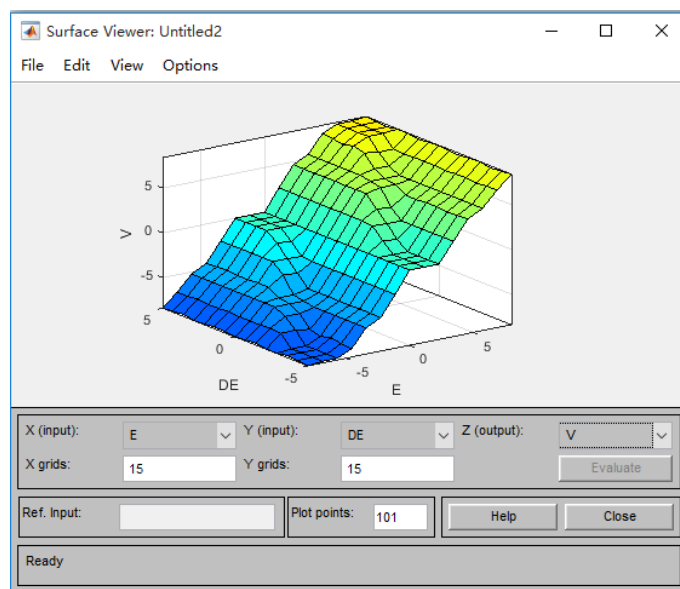 Surface Viewer: Untitled2
File Edit View Options
5
0
-5
V
5
0
-5
DE
-5
0
5
E
X (input): E Y (input): DE Z (output): V
X grids: 15 Y grids: 15 Evaluate
Ref. Input: Plot points: 101 Help Close
Ready